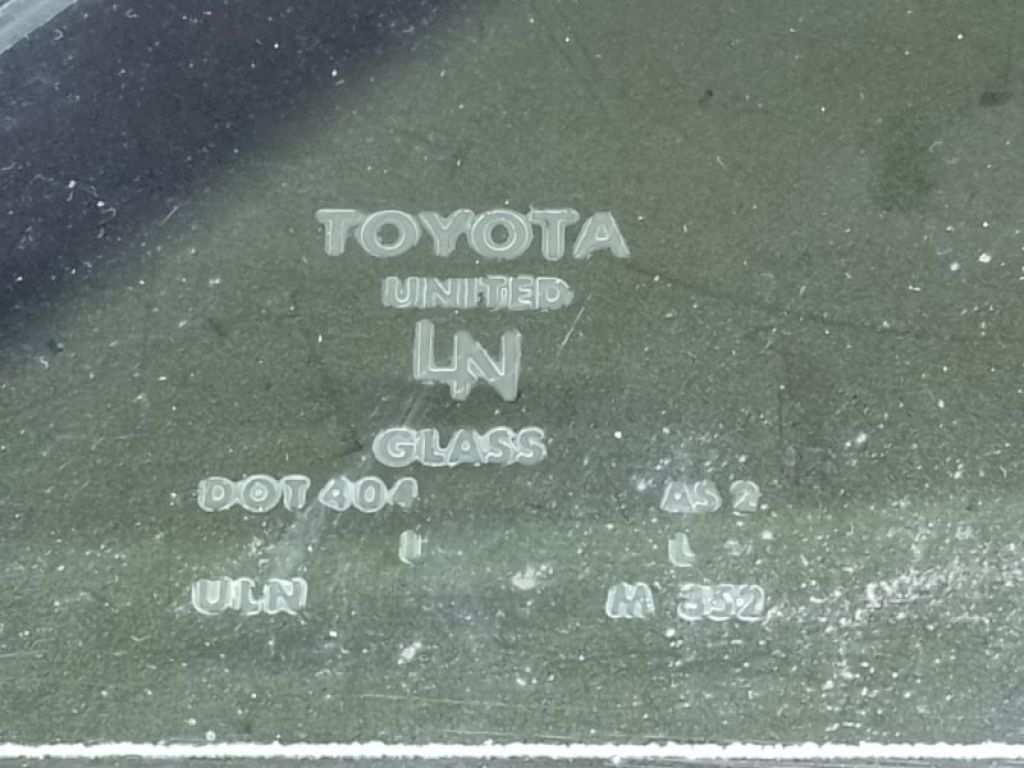 TOYOTA
UNITED
LN
GLASS
DOT 404 AS 2
L
ULN M 352